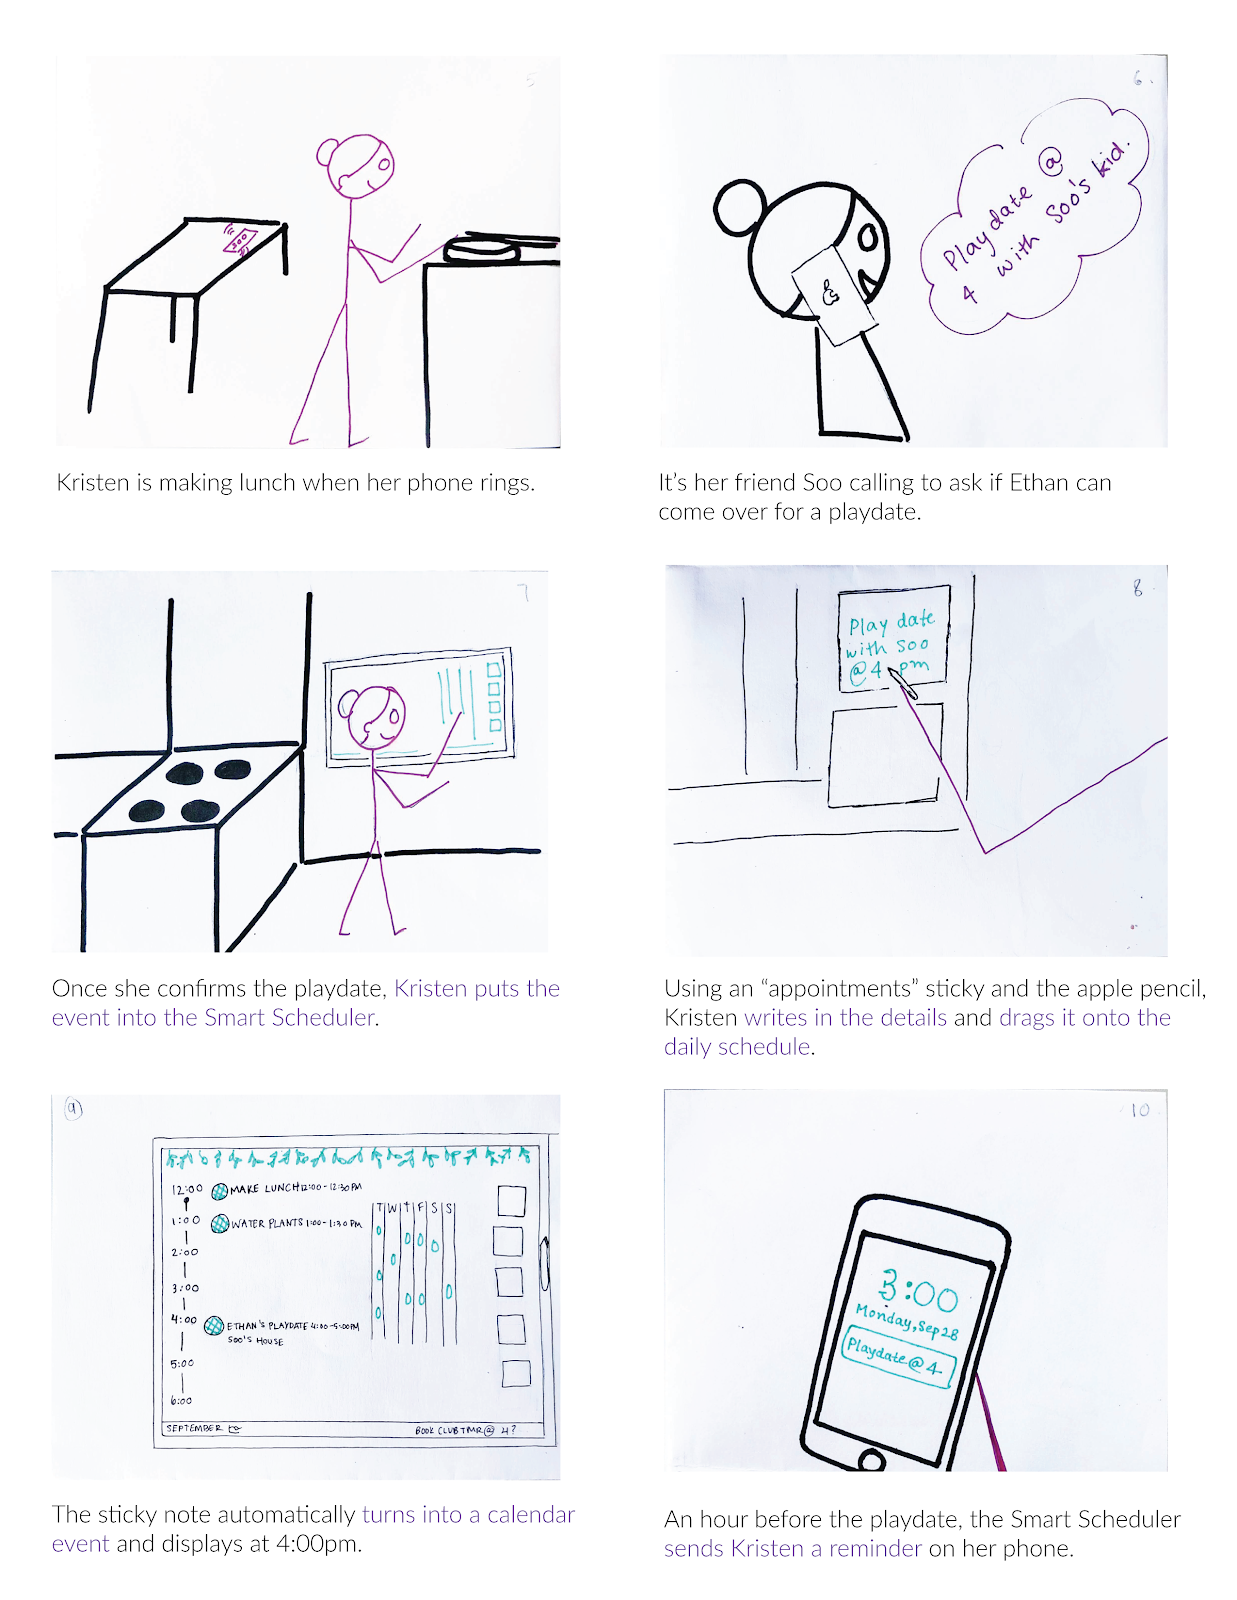 5
Kristen is making lunch when her phone rings.
6.
Playdate @
4 with Soo's kid.
It's her friend Soo calling to ask if Ethan can
come over for a playdate.
7
Once she confirms the playdate, Kristen puts the
event into the Smart Scheduler.
8
Play date
with Soo
@ 4 pm
Using an “appointments” sticky and the apple pencil,
Kristen writes in the details and drags it onto the
daily schedule.
9
12:00 MAKE LUNCH 12:00-12:30PM
T W t F S S
1:00 WATER PLANTS 1:00-1:30PM
2:00
3:00
4:00 ETHAN'S PLAYDATE 4:00-5:00PM
SOO'S HOUSE
5:00
6:00
SEPTEMBER
BOOK CLUB TMR@ 4?
The sticky note automatically turns into a calendar
event and displays at 4:00pm.
10
3:00
Monday, Sep 28
Playdate @ 4
An hour before the playdate, the Smart Scheduler
sends Kristen a reminder on her phone.